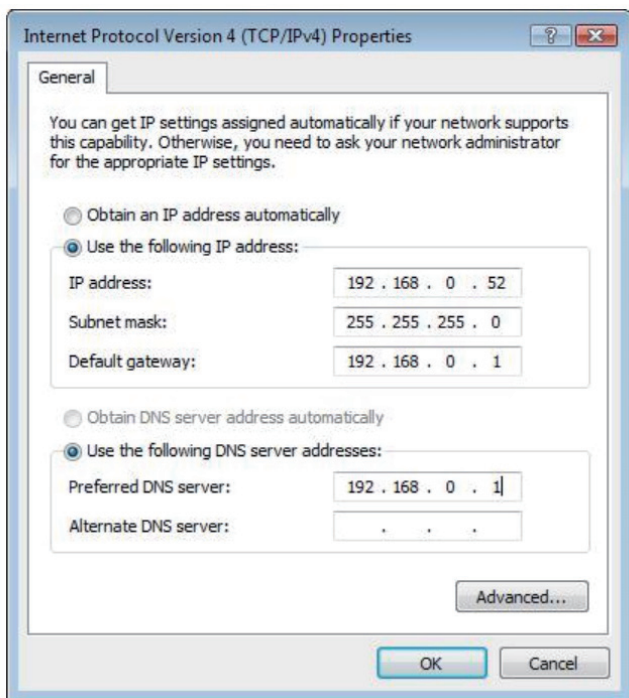 Internet Protocol Version 4 (TCP/IPv4) Properties
General
You can get IP settings assigned automatically if your network supports
this capability. Otherwise, you need to ask your network administrator
for the appropriate IP settings.
Obtain an IP address automatically
Use the following IP address:
IP address: 192 . 168 . 0 . 52
Subnet mask: 255 . 255 . 255 . 0
Default gateway: 192 . 168 . 0 . 1
Obtain DNS server address automatically
Use the following DNS server addresses:
Preferred DNS server: 192 . 168 . 0 . 1
Alternate DNS server: . . .
Advanced...
OK Cancel